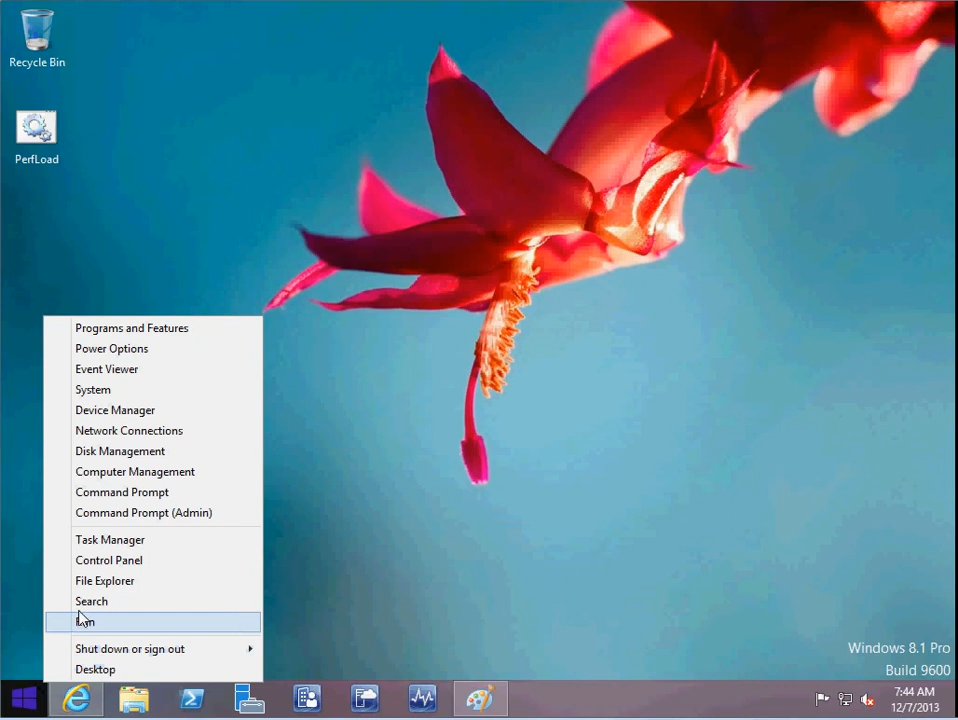 Recycle Bin
PerfLoad
Programs and Features
Power Options
Event Viewer
System
Device Manager
Network Connections
Disk Management
Computer Management
Command Prompt
Command Prompt (Admin)
Task Manager
Control Panel
File Explorer
Search
Run
Shut down or sign out
Desktop
Windows 8.1 Pro
Build 9600
7:44 AM
12/7/2013